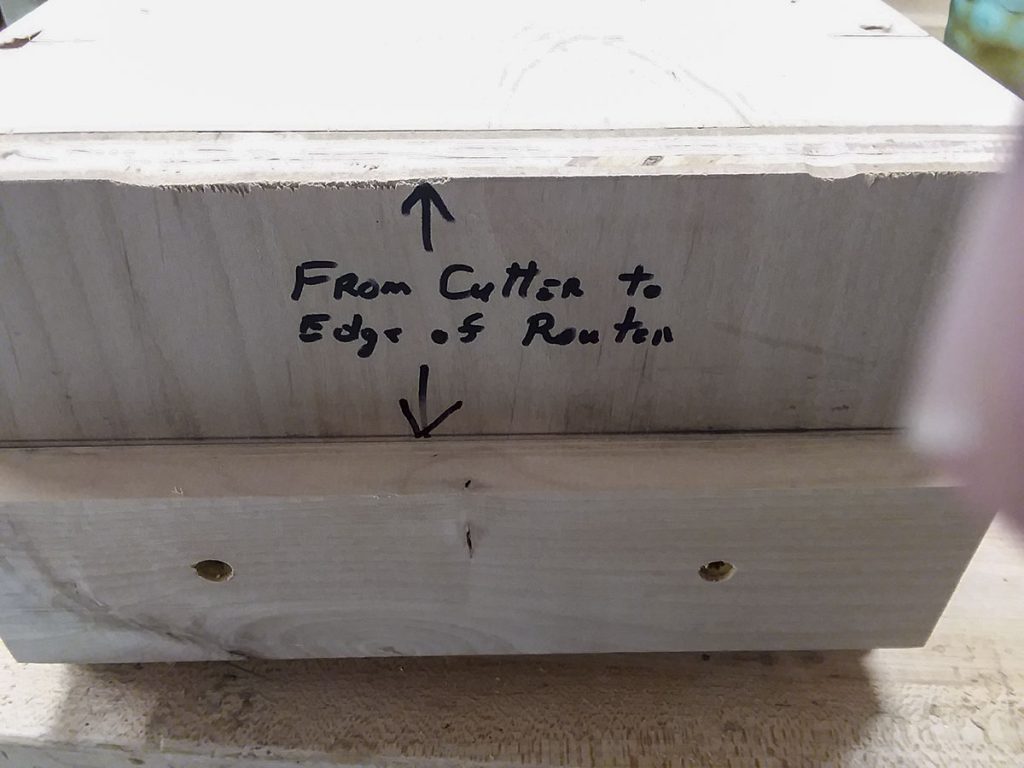 From Cutter to
Edge of Router